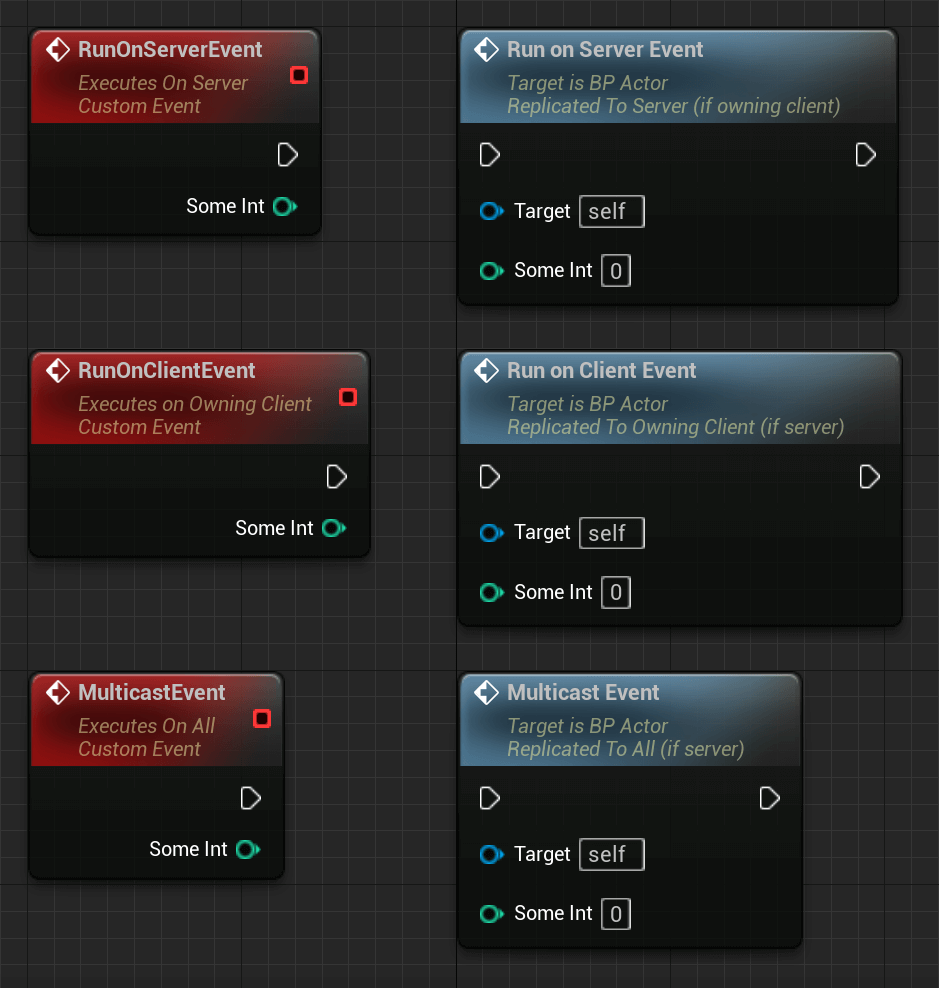 RunOnServerEvent
Executes On Server
Custom Event
Some Int
Run on Server Event
Target is BP Actor
Replicated To Server (if owning client)
Target self
Some Int 0
RunOnClientEvent
Executes on Owning Client
Custom Event
Some Int
Run on Client Event
Target is BP Actor
Replicated To Owning Client (if server)
Target self
Some Int 0
MulticastEvent
Executes On All
Custom Event
Some Int
Multicast Event
Target is BP Actor
Replicated To All (if server)
Target self
Some Int 0